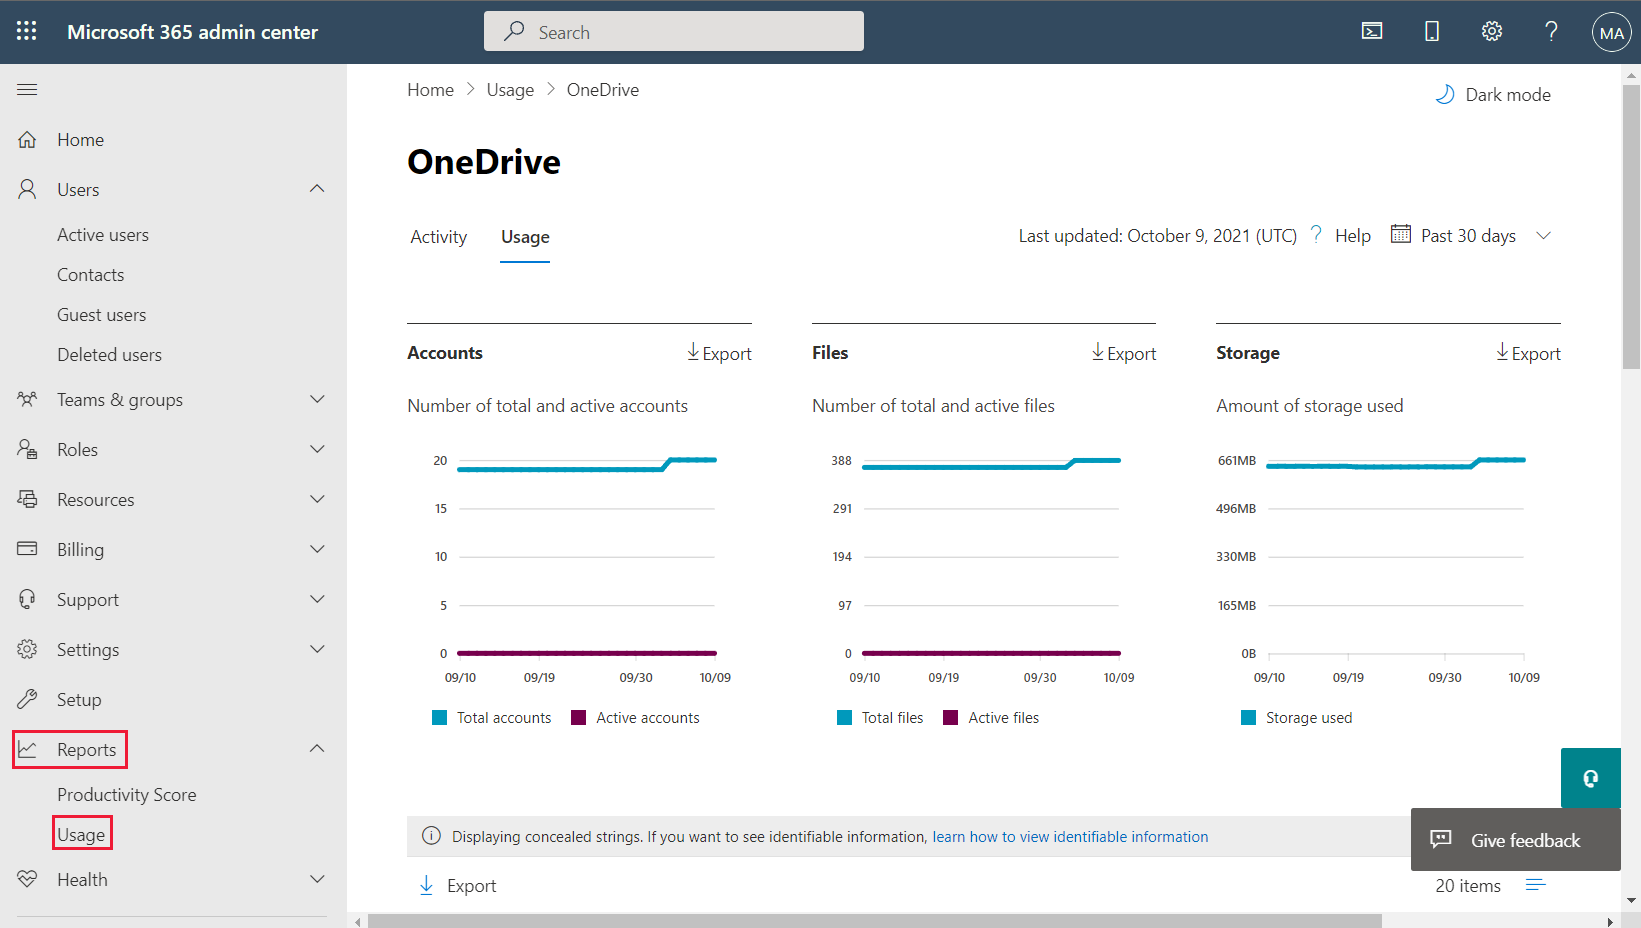 Microsoft 365 admin center
Search
MA
Home
Users
Active users
Contacts
Guest users
Deleted users
Teams & groups
Roles
Resources
Billing
Support
Settings
Setup
Reports
Productivity Score
Usage
Health
Home > Usage > OneDrive
Dark mode
OneDrive
Activity Usage
Last updated: October 9, 2021 (UTC) ? Help Past 30 days
Accounts Export
Number of total and active accounts
20
15
10
5
0
09/10 09/19 09/30 10/09
Total accounts Active accounts
Files Export
Number of total and active files
388
291
194
97
0
09/10 09/19 09/30 10/09
Total files Active files
Storage Export
Amount of storage used
661MB
496MB
330MB
165MB
0B
09/10 09/19 09/30 10/09
Storage used
Displaying concealed strings. If you want to see identifiable information, learn how to view identifiable information
Give feedback
Export
20 items